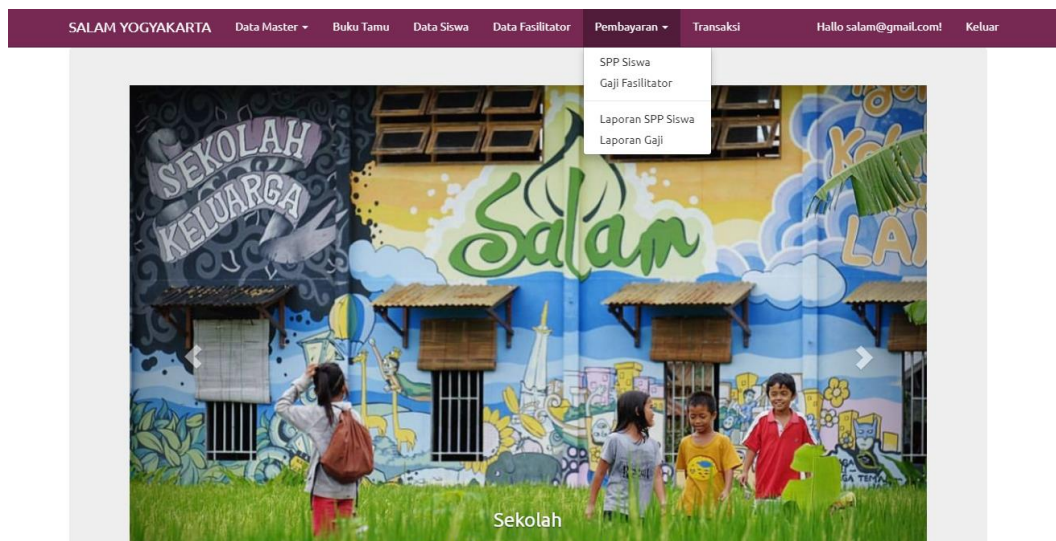 SALAM YOGYAKARTA Data Master Buku Tamu Data Siswa Data Fasilitator Pembayaran Transaksi Hallo salam@gmail.com! Keluar
SPP Siswa
Gaji Fasilitator
Laporan SPP Siswa
Laporan Gaji
SEKOLAH
KELUARGA
Salam
LA
Sekolah